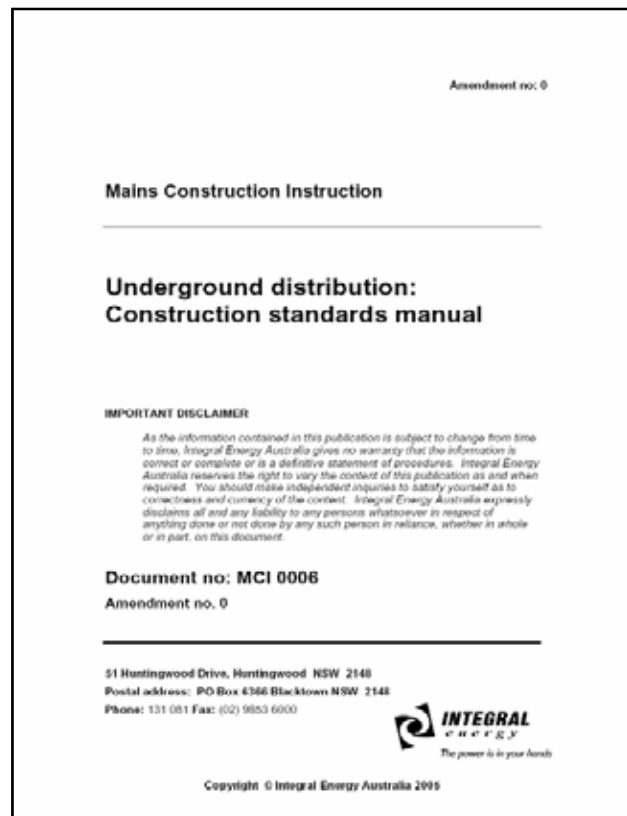 Amendment no: 0
Mains Construction Instruction
Underground distribution:
Construction standards manual
IMPORTANT DISCLAIMER
As the information contained in this publication is subject to change from time
to time, Integral Energy Australia gives no warranty that the information is
correct or complete or is a definitive statement of procedures. Integral Energy
Australia reserves the right to vary the content of this publication as and when
required. You should make independent inquiries to satisfy yourself as to
correctness and currency of the content. Integral Energy Australia expressly
disclaims all and any liability to any persons whatsoever in respect of
anything done or not done by any such person in reliance, whether in whole
or in part, on this document.
Document no: MCI 0006
Amendment no. 0
51 Huntingwood Drive, Huntingwood NSW 2148
Postal address: PO Box 6366 Blacktown NSW 2148
Phone: 131 081 Fax: (02) 9853 6000
INTEGRAL
energy
The power is in your hands
Copyright © Integral Energy Australia